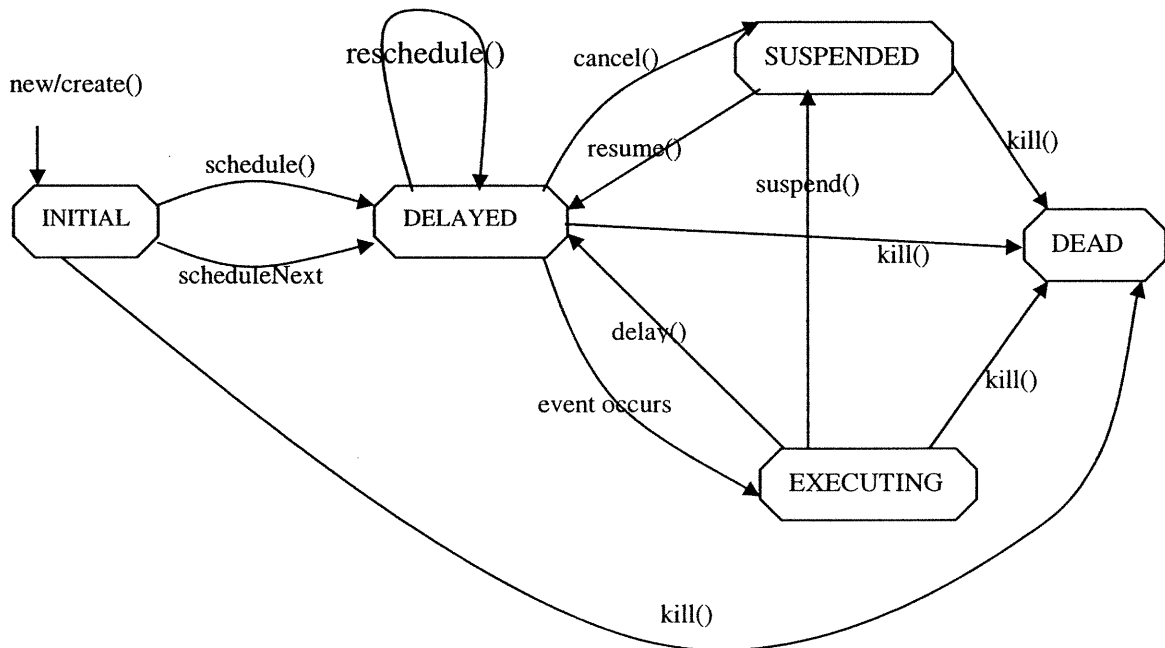 reschedule()
cancel()
SUSPENDED
new/create()
schedule()
resume()
kill()
suspend()
INITIAL
DELAYED
DEAD
kill()
scheduleNext
delay()
kill()
event occurs
EXECUTING
kill()